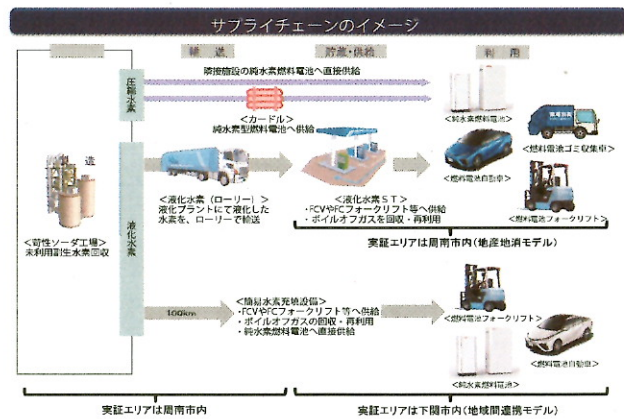 サプライチェーンのイメージ
輸送
貯蔵・供給
利用
圧縮水素
隣接施設の純水素燃料電池へ直接供給
<カードル>
純水素型燃料電池へ供給
<純水素燃料電池>
<燃料電池ゴミ収集車>
<燃料電池自動車>
<燃料電池フォークリフト>
造
<苛性ソーダ工場>
未利用副生水素回収
液化水素
<液化水素(ローリー)>
液化プラントにて液化した
水素を、ローリーで輸送
<液化水素ST>
・FCVやFCフォークリフト等へ供給
・ボイルオフガスを回収・再利用
実証エリアは周南市内(地産地消モデル)
100km
<簡易水素充填設備>
・FCVやFCフォークリフト等へ供給
・ボイルオフガスの回収・再利用
・純水素燃料電池へ直接供給
<燃料電池フォークリフト>
<燃料電池自動車>
<純水素燃料電池>
実証エリアは周南市内
実証エリアは下関市内(地域間連携モデル)